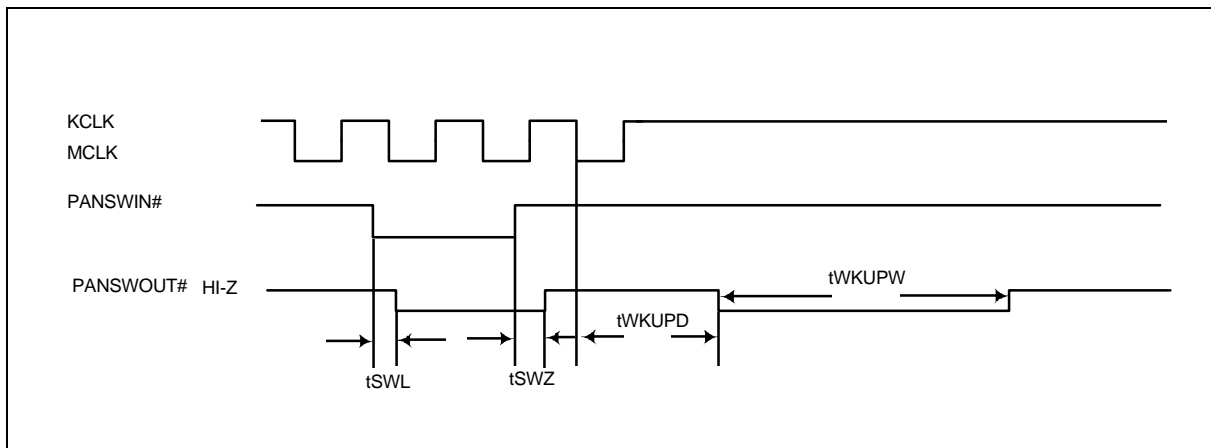 KCLK
MCLK
PANSWIN#
PANSWOUT# HI-Z
tWKUPW
tWKUPD
tSWL
tSWZ